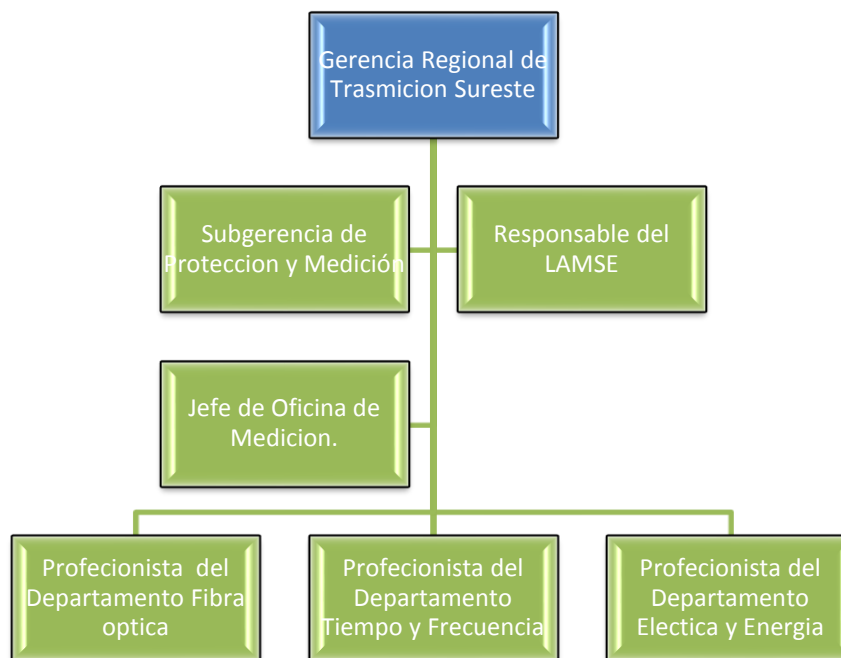 Gerencia Regional de
Trasmicion Sureste
Subgerencia de
Proteccion y Medición
Responsable del
LAMSE
Jefe de Oficina de
Medicion.
Profecionista del
Departamento Fibra
optica
Profecionista del
Departamento
Tiempo y Frecuencia
Profecionista del
Departamento
Electica y Energia